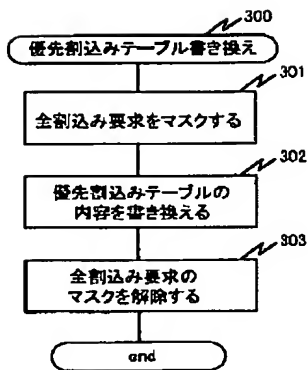 300
優先割込みテーブル書き換え
301
全割込み要求をマスクする
302
優先割込みテーブルの
内容を書き換える
303
全割込み要求の
マスクを解除する
end